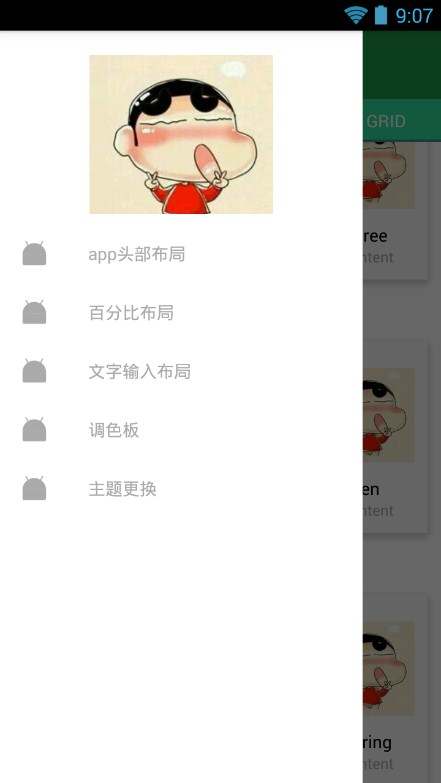 9:07
GRID
app头部布局
百分比布局
文字输入布局
调色板
主题更换
ree
ntent
en
ntent
ring
ntent